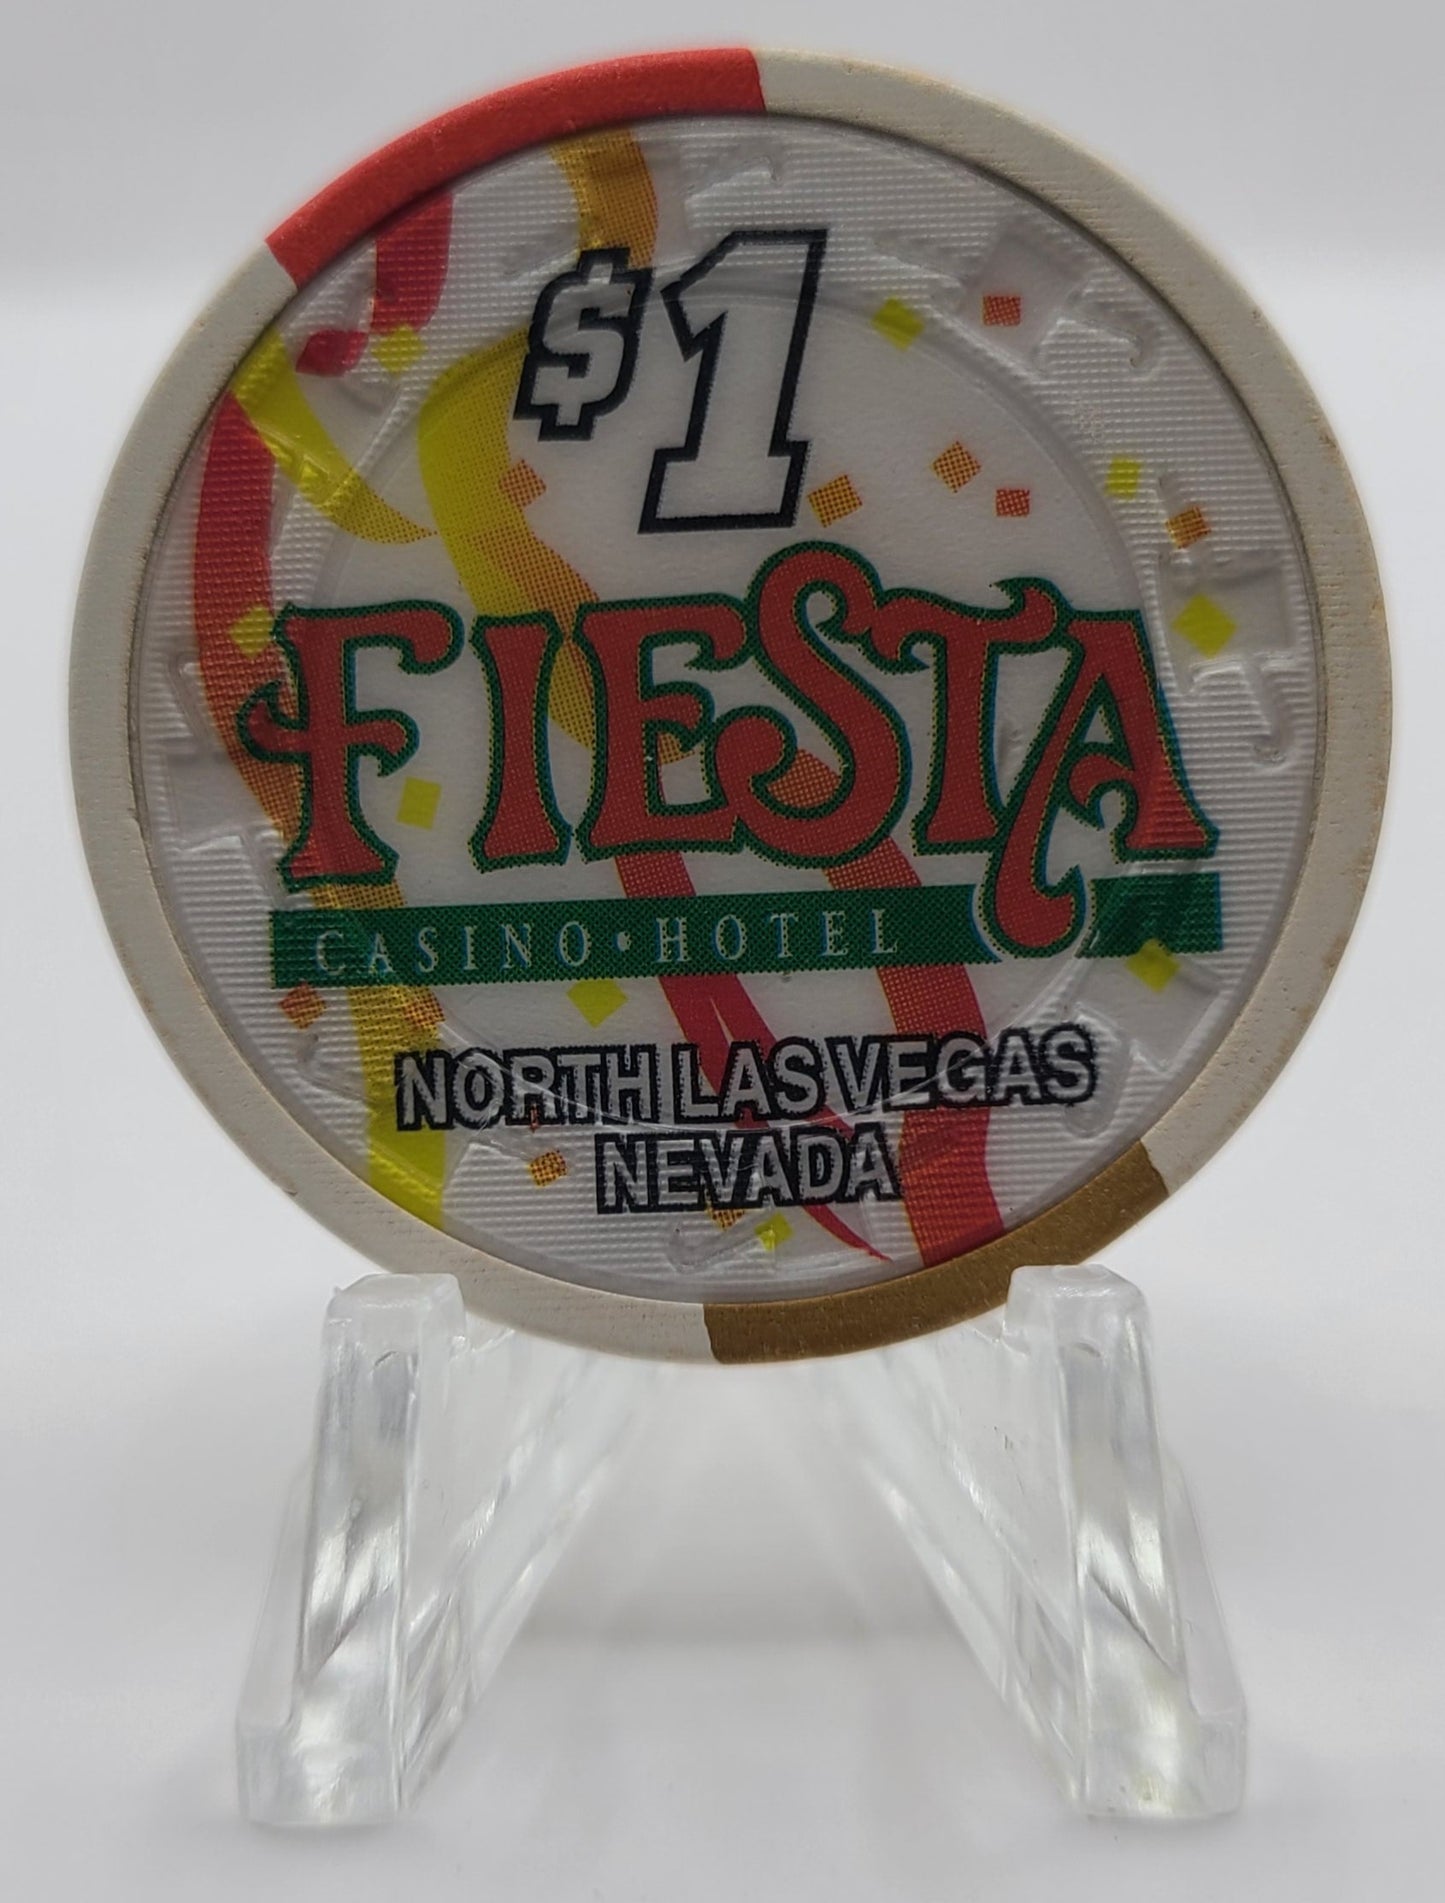 $1
FIESTA
CASINO • HOTEL
NORTH LAS VEGAS
NEVADA